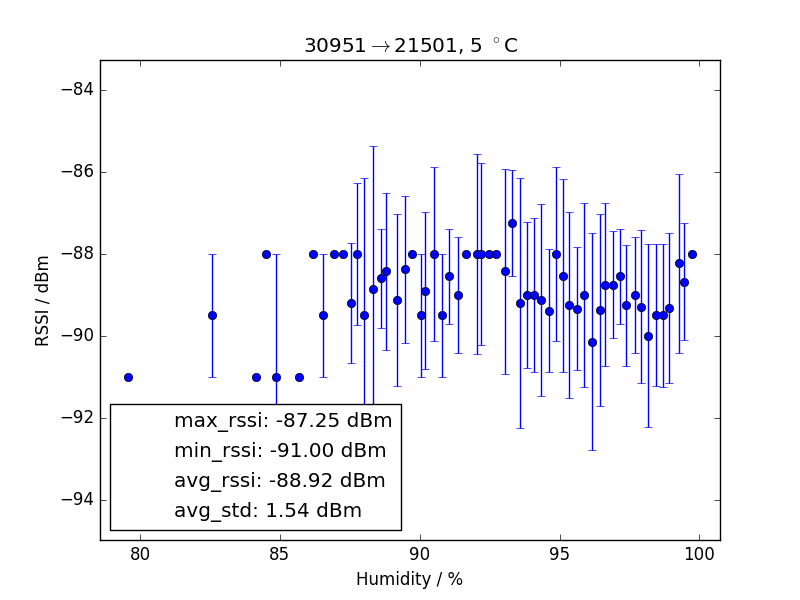 30951→21501, 5 °C
RSSI / dBm
−84
−86
−88
−90
−92
−94
max_rssi: -87.25 dBm
min_rssi: -91.00 dBm
avg_rssi: -88.92 dBm
avg_std: 1.54 dBm
80 85 90 95 100
Humidity / %